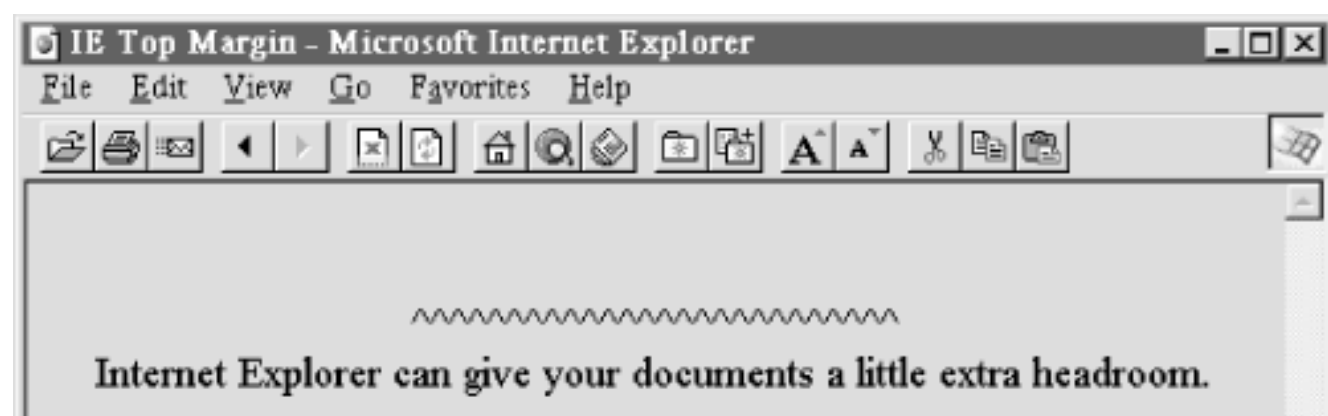 IE Top Margin - Microsoft Internet Explorer
File Edit View Go Favorites Help
A A
^^^^^^^^^^^^^^^^^^^^^^^^^^
Internet Explorer can give your documents a little extra headroom.